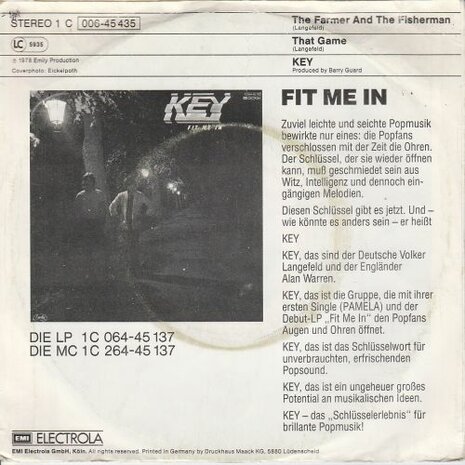 STEREO 1 C 006-45 435
The Farmer And The Fisherman
(Langefeld)
LC 5935
That Game
(Langefeld)
℗ 1978 Emily Production
Coverphoto: Eickelpoth
KEY
Produced by Barry Guard
KEY
FIT ME IN
DIE LP 1C 064-45 137
DIE MC 1C 264-45 137
FIT ME IN
Zuviel leichte und seichte Popmusik
bewirkte nur eines: die Popfans
verschlossen mit der Zeit die Ohren.
Der Schlüssel, der sie wieder öffnen
kann, muß geschmiedet sein aus
Witz, Intelligenz und dennoch ein-
gängigen Melodien.
Diesen Schlüssel gibt es jetzt. Und –
wie könnte es anders sein – er heißt
KEY
KEY, das sind der Deutsche Volker
Langefeld und der Engländer
Alan Warren.
KEY, das ist die Gruppe, die mit ihrer
ersten Single (PAMELA) und der
Debut-LP „Fit Me In" den Popfans
Augen und Ohren öffnet.
KEY, das ist das Schlüsselwort für
unverbrauchten, erfrischenden
Popsound.
KEY, das ist ein ungeheuer großes
Potential an musikalischen Ideen.
KEY – das „Schlüsselerlebnis" für
brillante Popmusik!
EMI ELECTROLA
EMI Electrola GmbH, Köln. All rights reserved. Printed in Germany by Druckhaus Maack KG, 5880 Lüdenscheid